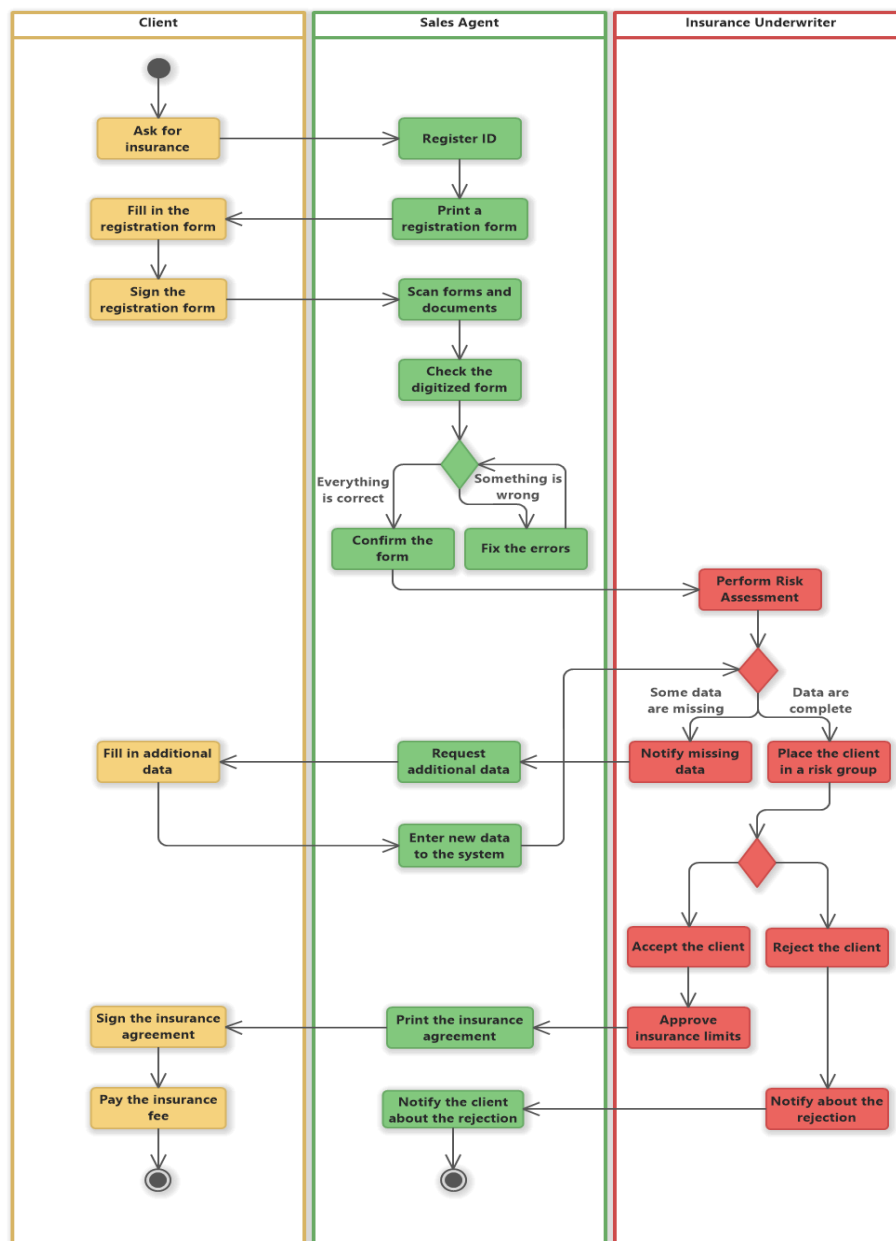 Client
Sales Agent
Insurance Underwriter
Ask for
insurance
Register ID
Fill in the
registration form
Print a
registration form
Sign the
registration form
Scan forms and
documents
Check the
digitized form
Everything
is correct
Something is
wrong
Confirm the
form
Fix the errors
Perform Risk
Assessment
Some data
are missing
Data are
complete
Fill in additional
data
Request
additional data
Notify missing
data
Place the client
in a risk group
Enter new data
to the system
Accept the client
Reject the client
Sign the insurance
agreement
Print the insurance
agreement
Approve
insurance limits
Pay the insurance
fee
Notify the client
about the rejection
Notify about the
rejection